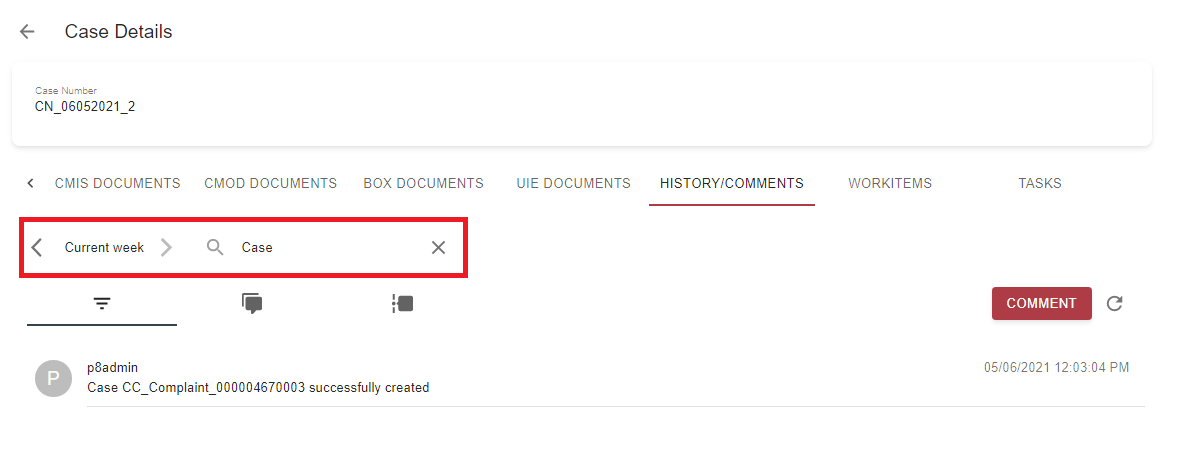 Case Details
Case Number
CN_06052021_2
CMIS DOCUMENTS CMOD DOCUMENTS BOX DOCUMENTS UIE DOCUMENTS HISTORY/COMMENTS WORKITEMS TASKS
Current week Case
COMMENT
P
p8admin 05/06/2021 12:03:04 PM
Case CC_Complaint_000004670003 successfully created